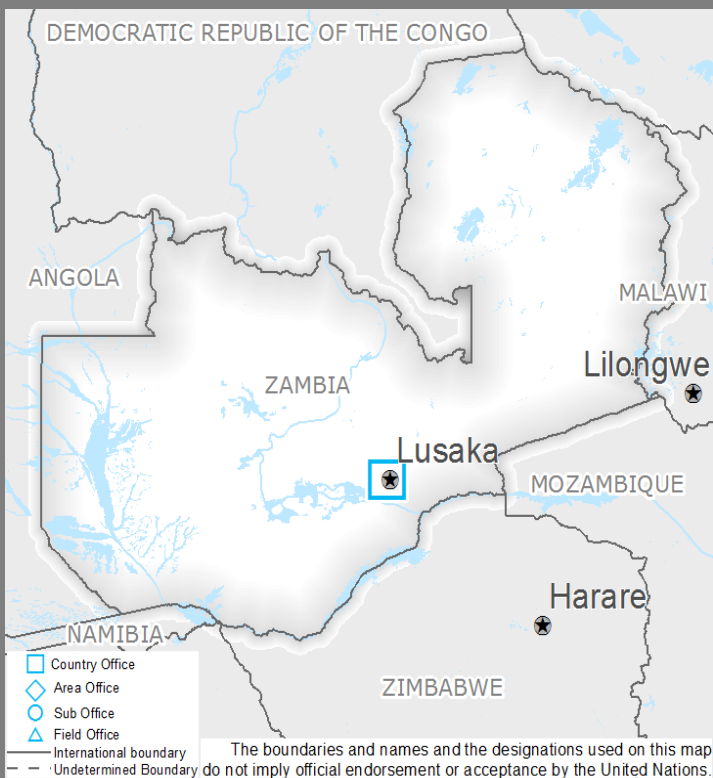 DEMOCRATIC REPUBLIC OF THE CONGO
ANGOLA
MALAWI
Lilongwe
ZAMBIA
Lusaka
MOZAMBIQUE
Harare
NAMIBIA
ZIMBABWE
Country Office
Area Office
Sub Office
Field Office
International boundary
Undetermined Boundary
The boundaries and names and the designations used on this map
do not imply official endorsement or acceptance by the United Nations.